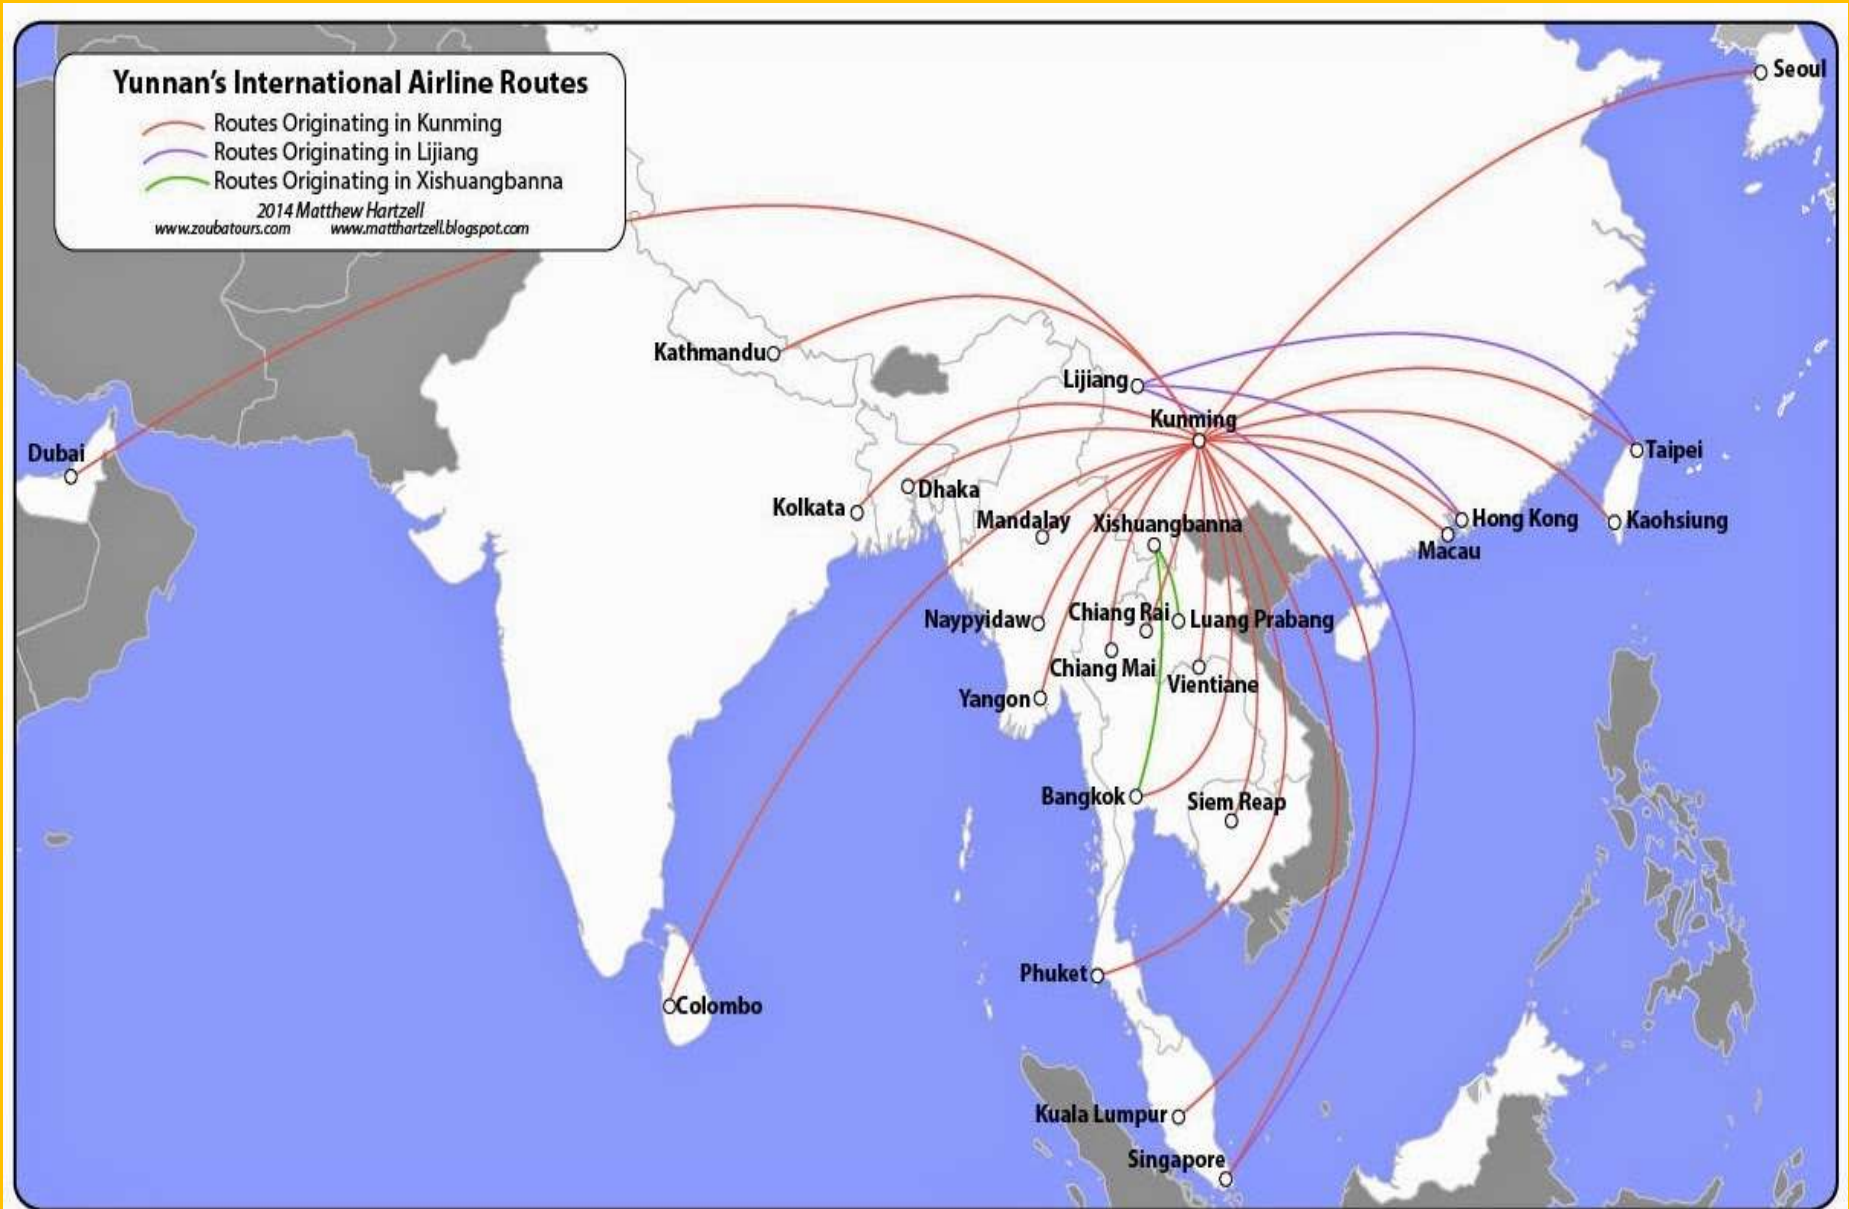 Yunnan's International Airline Routes
Routes Originating in Kunming
Routes Originating in Lijiang
Routes Originating in Xishuangbanna
2014 Matthew Hartzell
www.zoubatours.com www.matthartzell.blogspot.com
Seoul
Kathmandu
Lijiang
Kunming
Dubai
Taipei
Dhaka
Kolkata
Mandalay
Xishuangbanna
Hong Kong
Kaohsiung
Macau
Naypyidaw
Chiang Rai
Luang Prabang
Chiang Mai
Vientiane
Yangon
Bangkok
Siem Reap
Phuket
Colombo
Kuala Lumpur
Singapore